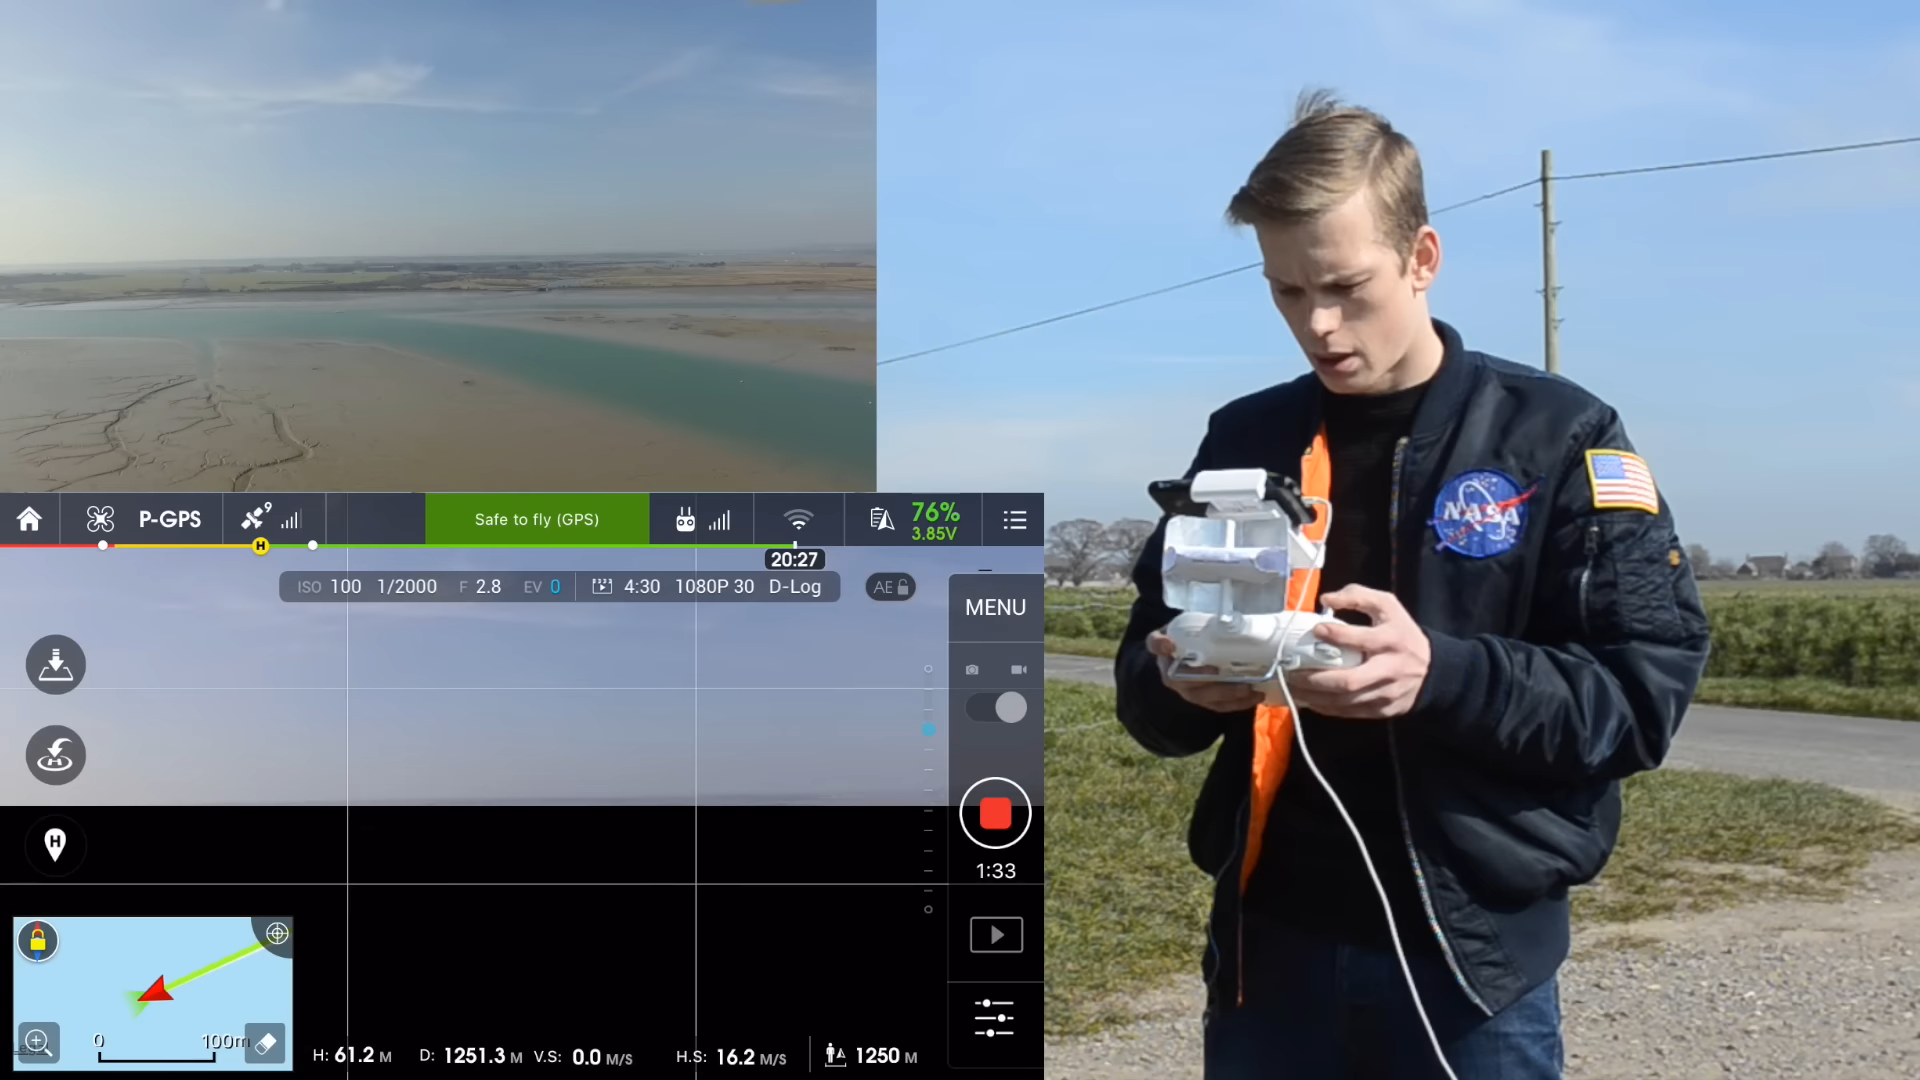 P-GPS
9
Safe to fly (GPS)
76%
3.85V
H
20:27
ISO 100 1/2000 F 2.8 EV 0 4:30 1080P 30 D-Log
AE
MENU
1:33
H
0 100m
H: 61.2 M D: 1251.3 M V.S: 0.0 M/S H.S: 16.2 M/S 1250 M
NASA